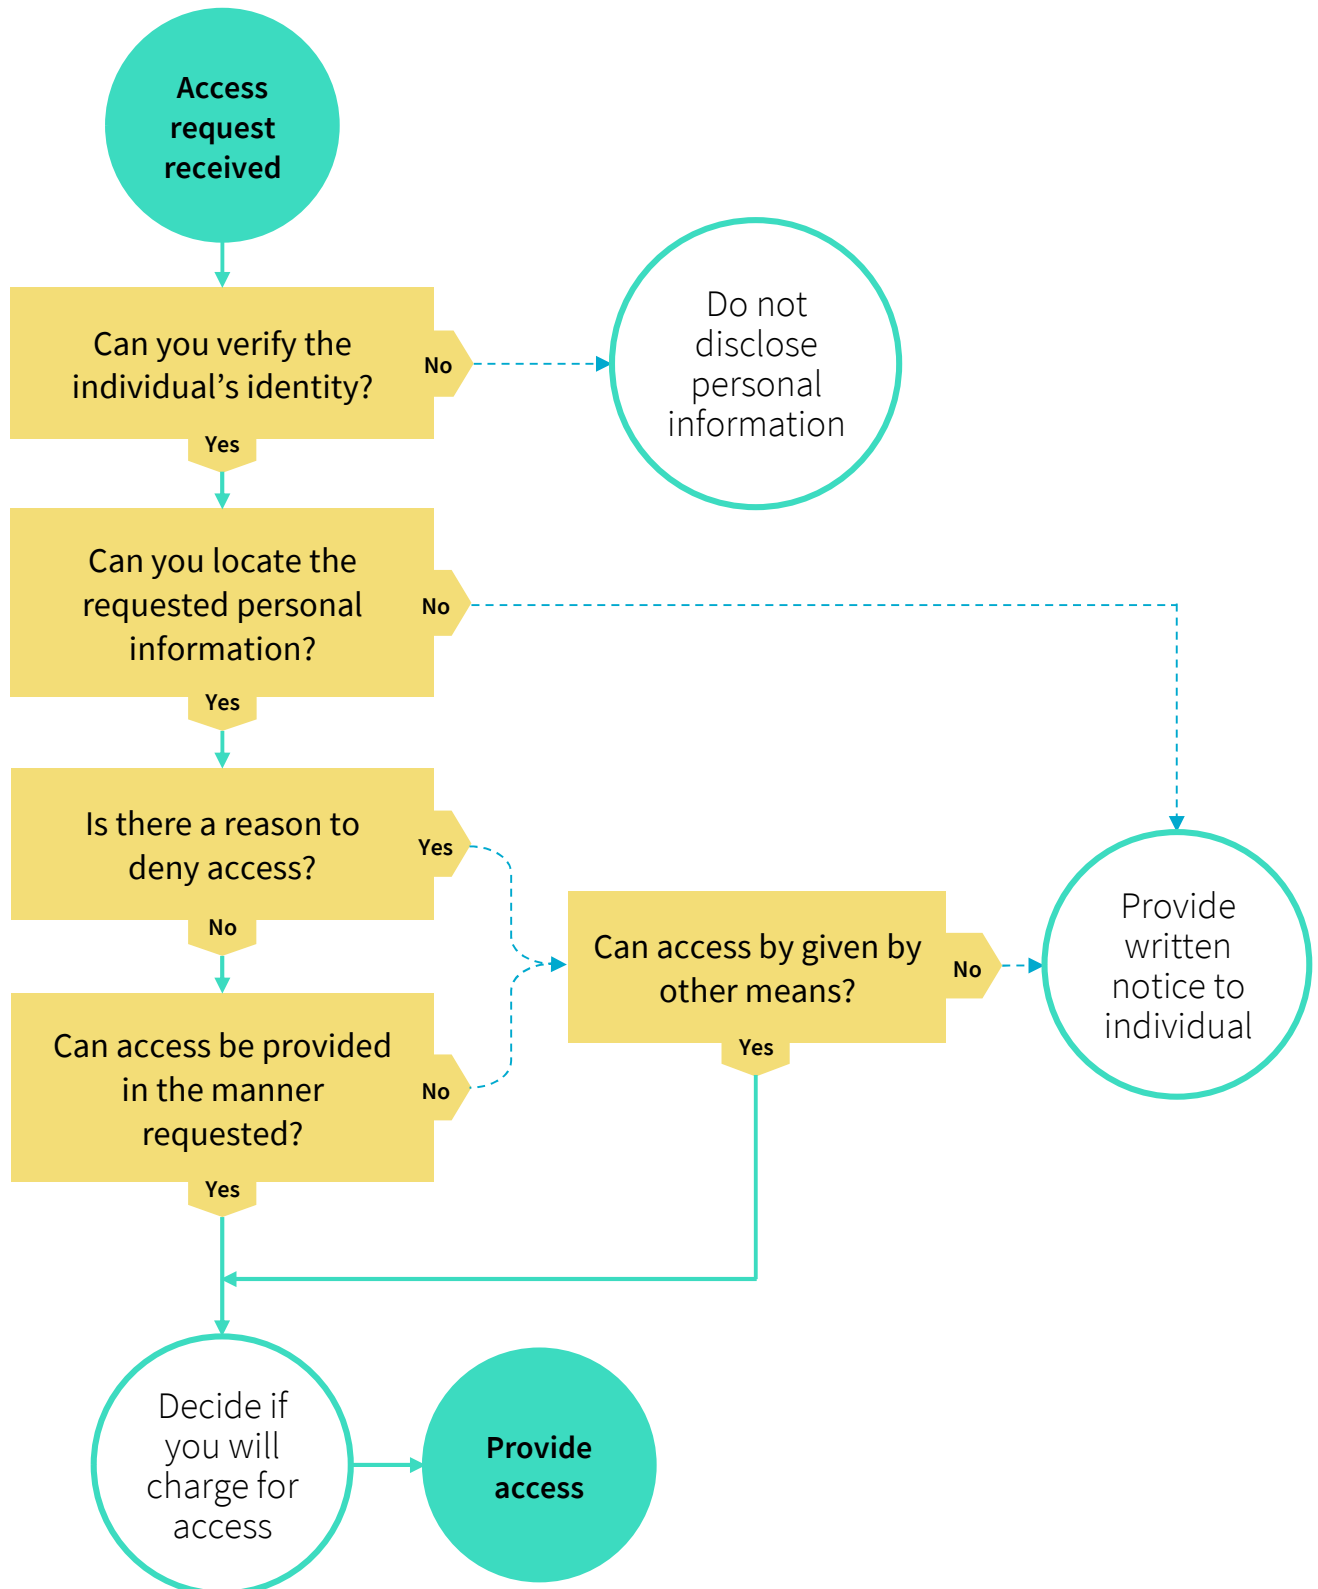 Access
request
received
Can you verify the
individual's identity?
No
Yes
Do not
disclose
personal
information
Can you locate the
requested personal
information?
No
Yes
Is there a reason to
deny access?
Yes
No
Can access by given by
other means?
No
Yes
Provide
written
notice to
individual
Can access be provided
in the manner
requested?
No
Yes
Decide if
you will
charge for
access
Provide
access